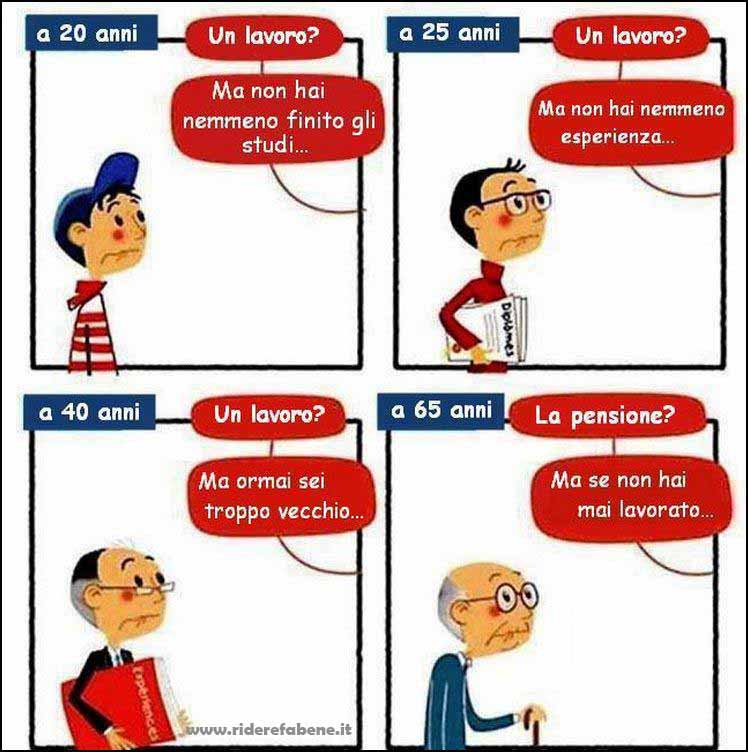 a 20 anni
Un lavoro?
Ma non hai
nemmeno finito gli
studi...
a 25 anni
Un lavoro?
Ma non hai nemmeno
esperienza...
Diplômes
a 40 anni
Un lavoro?
Ma ormai sei
troppo vecchio...
Expériences
a 65 anni
La pensione?
Ma se non hai
mai lavorato...
www.riderefabene.it